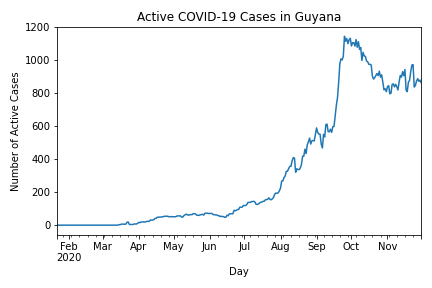 Active COVID-19 Cases in Guyana
Number of Active Cases
1200
1000
800
600
400
200
0
Feb Mar Apr May Jun Jul Aug Sep Oct Nov
2020
Day